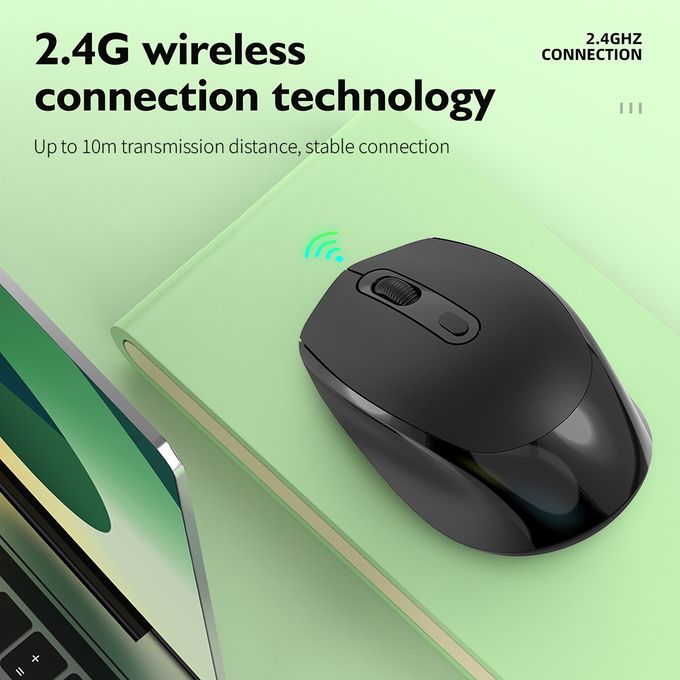 2.4G wireless
connection technology
Up to 10m transmission distance, stable connection
2.4GHZ
CONNECTION
+
=